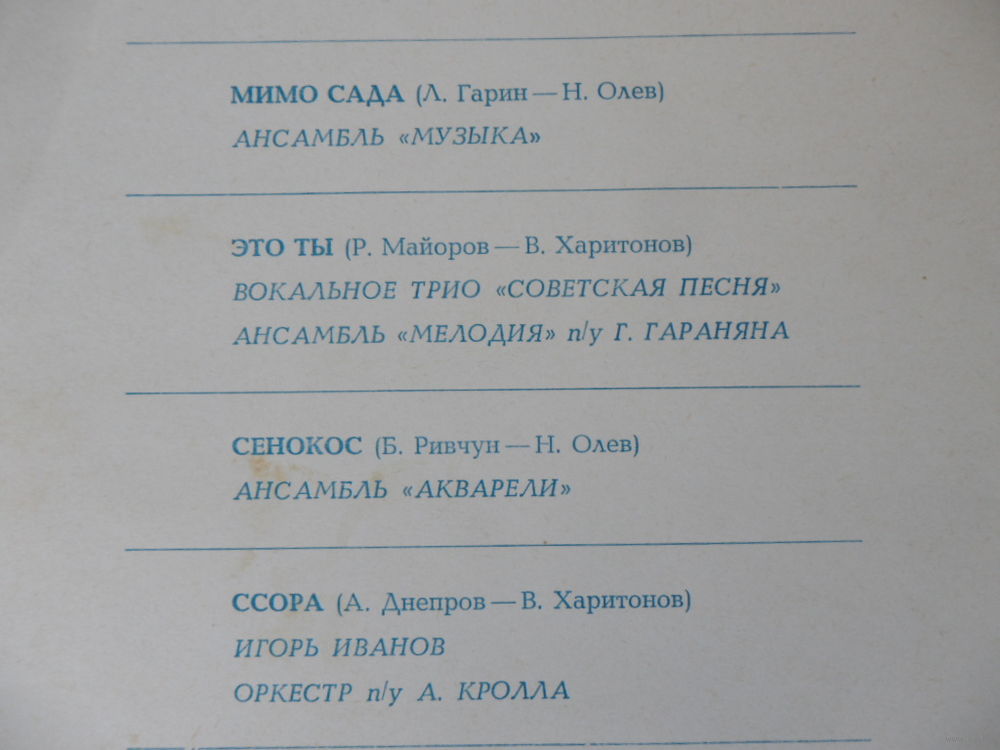 МИМО САДА (Л. Гарин — Н. Олев)
АНСАМБЛЬ «МУЗЫКА»
ЭТО ТЫ (Р. Майоров — В. Харитонов)
ВОКАЛЬНОЕ ТРИО «СОВЕТСКАЯ ПЕСНЯ»
АНСАМБЛЬ «МЕЛОДИЯ» п/у Г. ГАРАНЯНА
СЕНОКОС (Б. Ривчун — Н. Олев)
АНСАМБЛЬ «АКВАРЕЛИ»
ССОРА (А. Днепров — В. Харитонов)
ИГОРЬ ИВАНОВ
ОРКЕСТР п/у А. КРОЛЛА